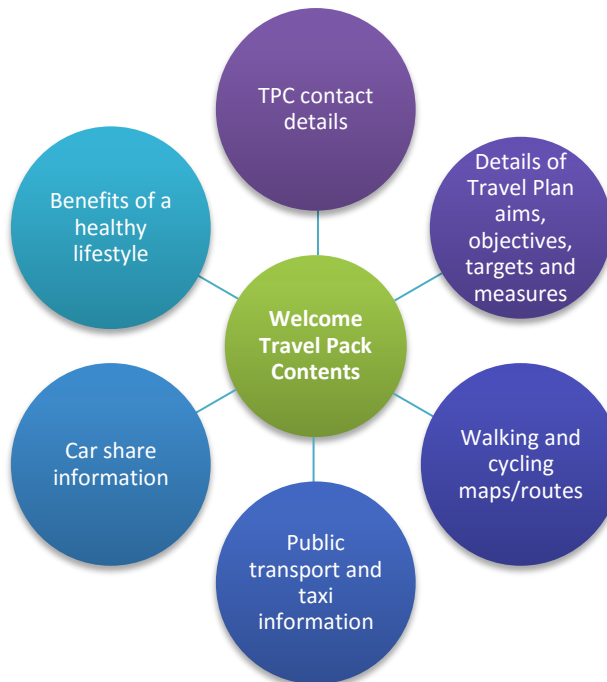 TPC contact
details
Details of
Travel Plan
aims,
objectives,
targets and
measures
Walking and
cycling
maps/routes
Public
transport and
taxi
information
Car share
information
Benefits of a
healthy
lifestyle
Welcome
Travel Pack
Contents